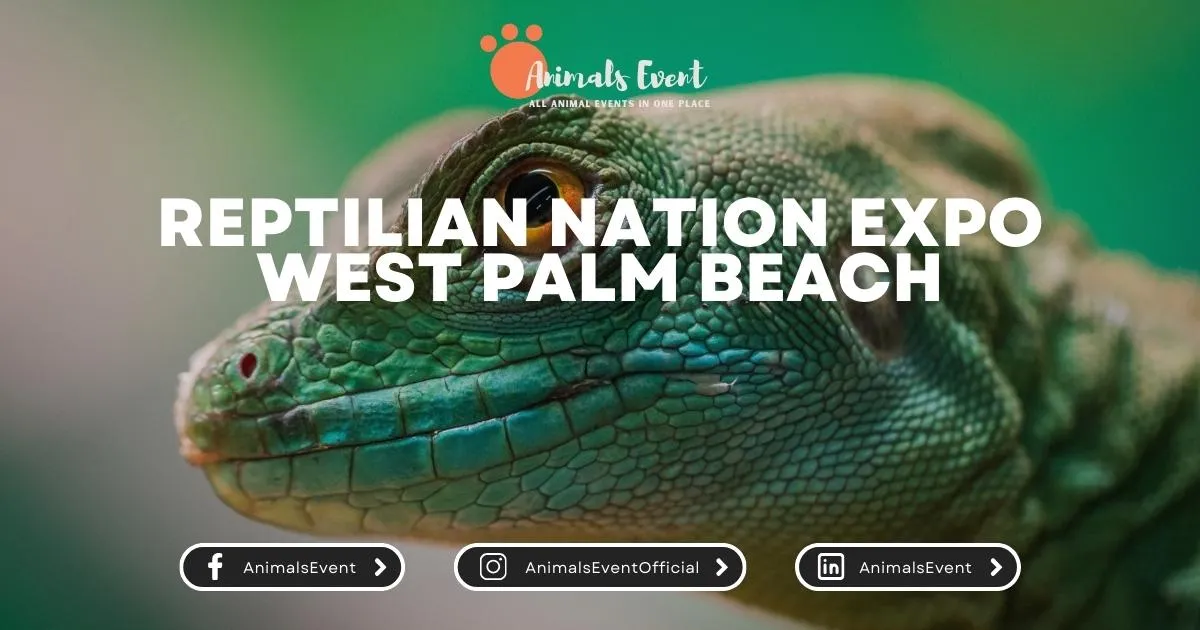 Animals Event
ALL ANIMAL EVENTS IN ONE PLACE
REPTILIAN NATION EXPO
WEST PALM BEACH
AnimalsEvent
AnimalsEventOfficial
AnimalsEvent